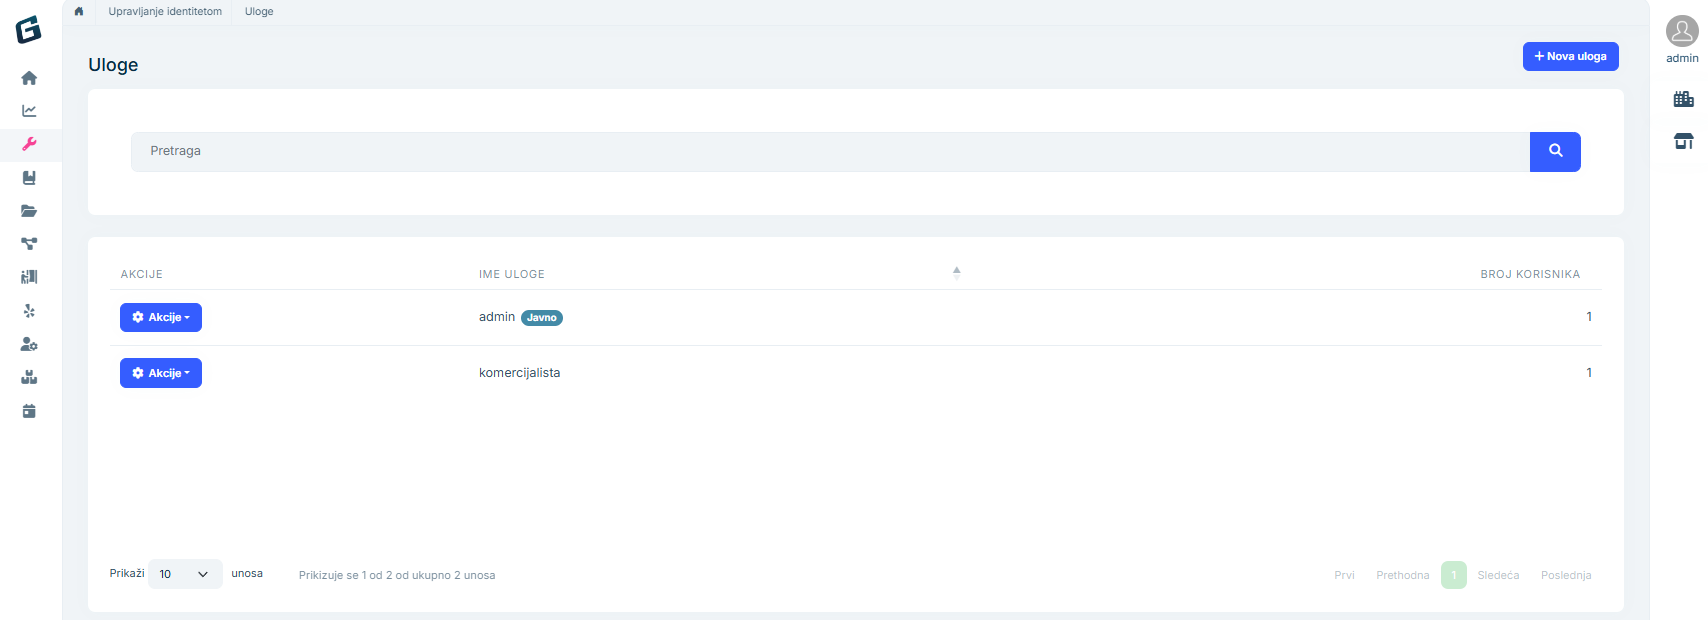 Upravljanje identitetom Uloge
Uloge
+ Nova uloga
admin
Pretraga
AKCIJE IME ULOGE BROJ KORISNIKA
Akcije admin Javno 1
Akcije komercijalista 1
Prikaži 10 unosa Prikizuje se 1 od 2 od ukupno 2 unosa Prvi Prethodna 1 Sledeća Poslednja